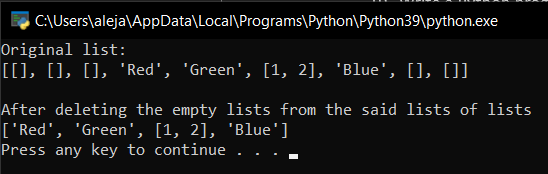 C:\Users\aleja\AppData\Local\Programs\Python\Python39\python.exe
Original list:
[[], [], [], 'Red', 'Green', [1, 2], 'Blue', [], []]
After deleting the empty lists from the said lists of lists
['Red', 'Green', [1, 2], 'Blue']
Press any key to continue . . .